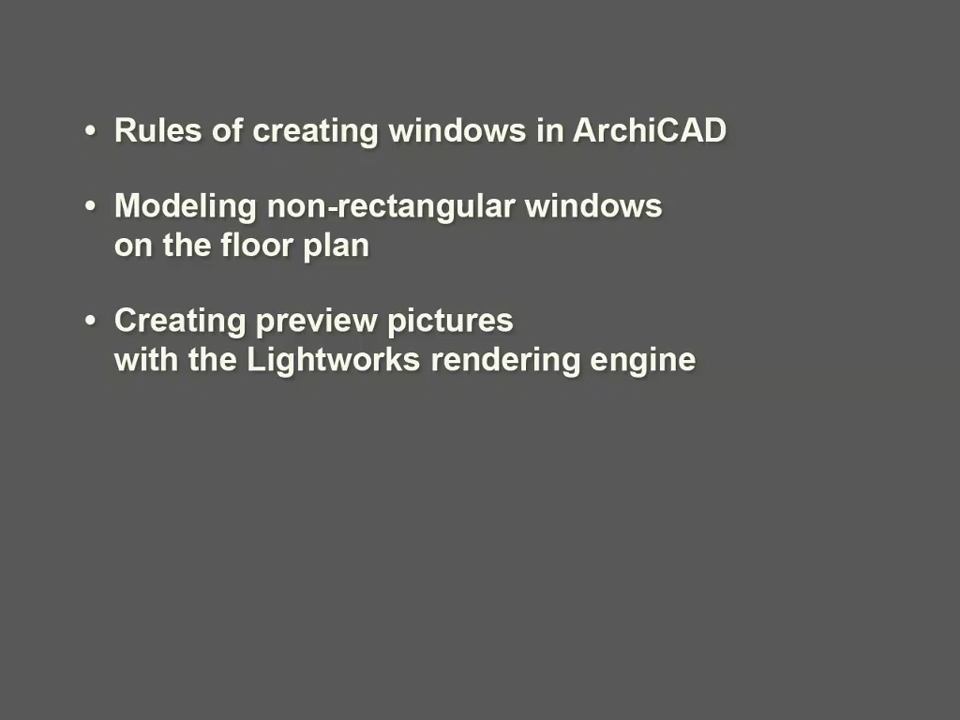 • Rules of creating windows in ArchiCAD
• Modeling non-rectangular windows
on the floor plan
• Creating preview pictures
with the Lightworks rendering engine